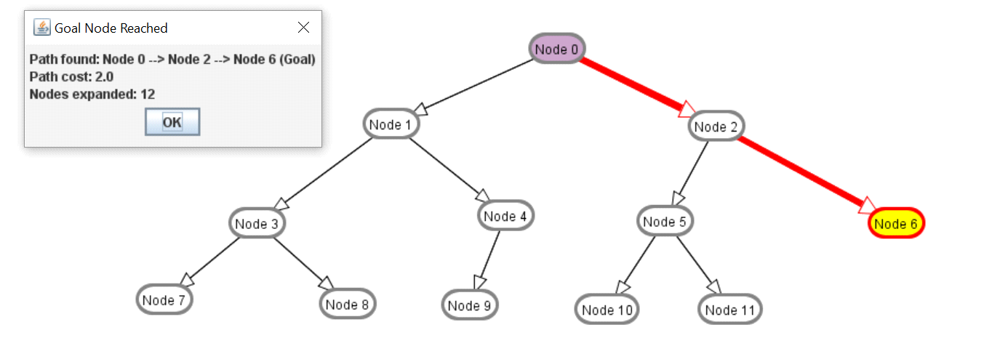 Goal Node Reached
Path found: Node 0 --> Node 2 --> Node 6 (Goal)
Path cost: 2.0
Nodes expanded: 12
OK
Node 0
Node 1
Node 2
Node 3
Node 4
Node 5
Node 6
Node 7
Node 8
Node 9
Node 10
Node 11